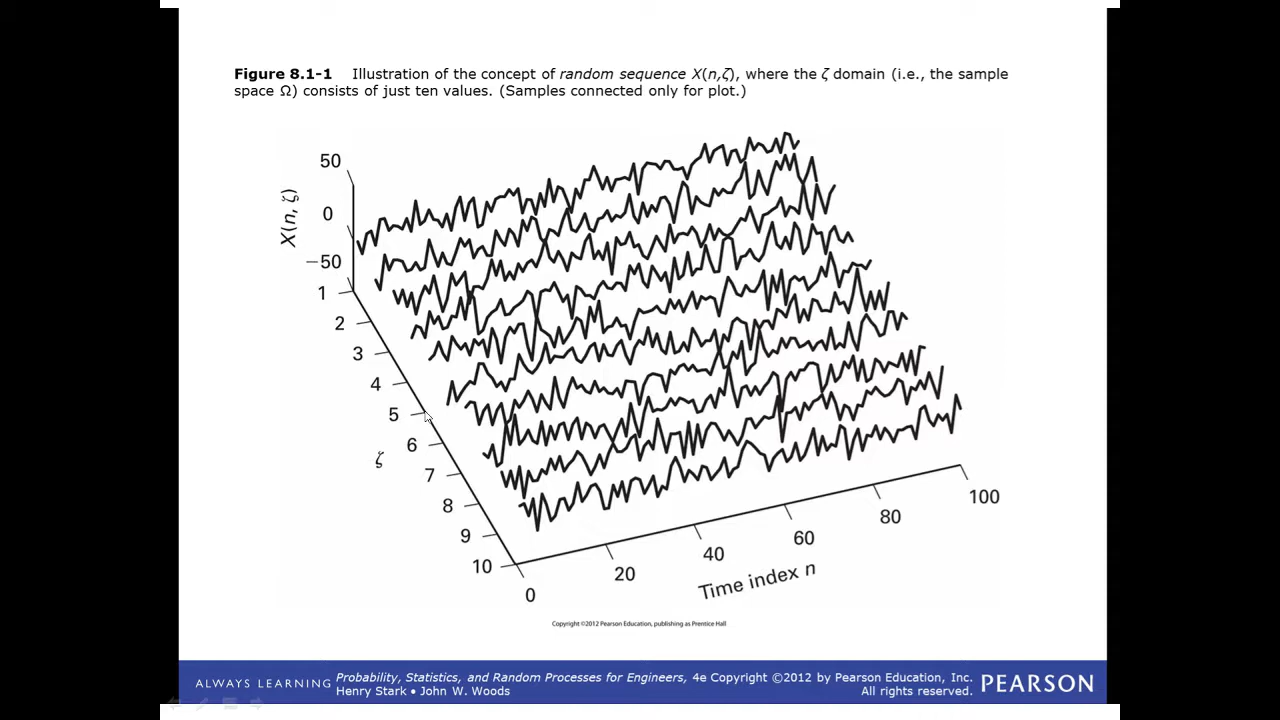 Figure 8.1-1 Illustration of the concept of random sequence X(n,ζ), where the ζ domain (i.e., the sample
space Ω) consists of just ten values. (Samples connected only for plot.)
50
0
−50
X(n, ζ)
1
2
3
4
5
6
7
8
9
10
ζ
0
20
40
60
80
100
Time index n
Copyright ©2012 Pearson Education, publishing as Prentice Hall
ALWAYS LEARNING
Probability, Statistics, and Random Processes for Engineers, 4e
Henry Stark • John W. Woods
Copyright ©2012 by Pearson Education, Inc.
All rights reserved.
PEARSON